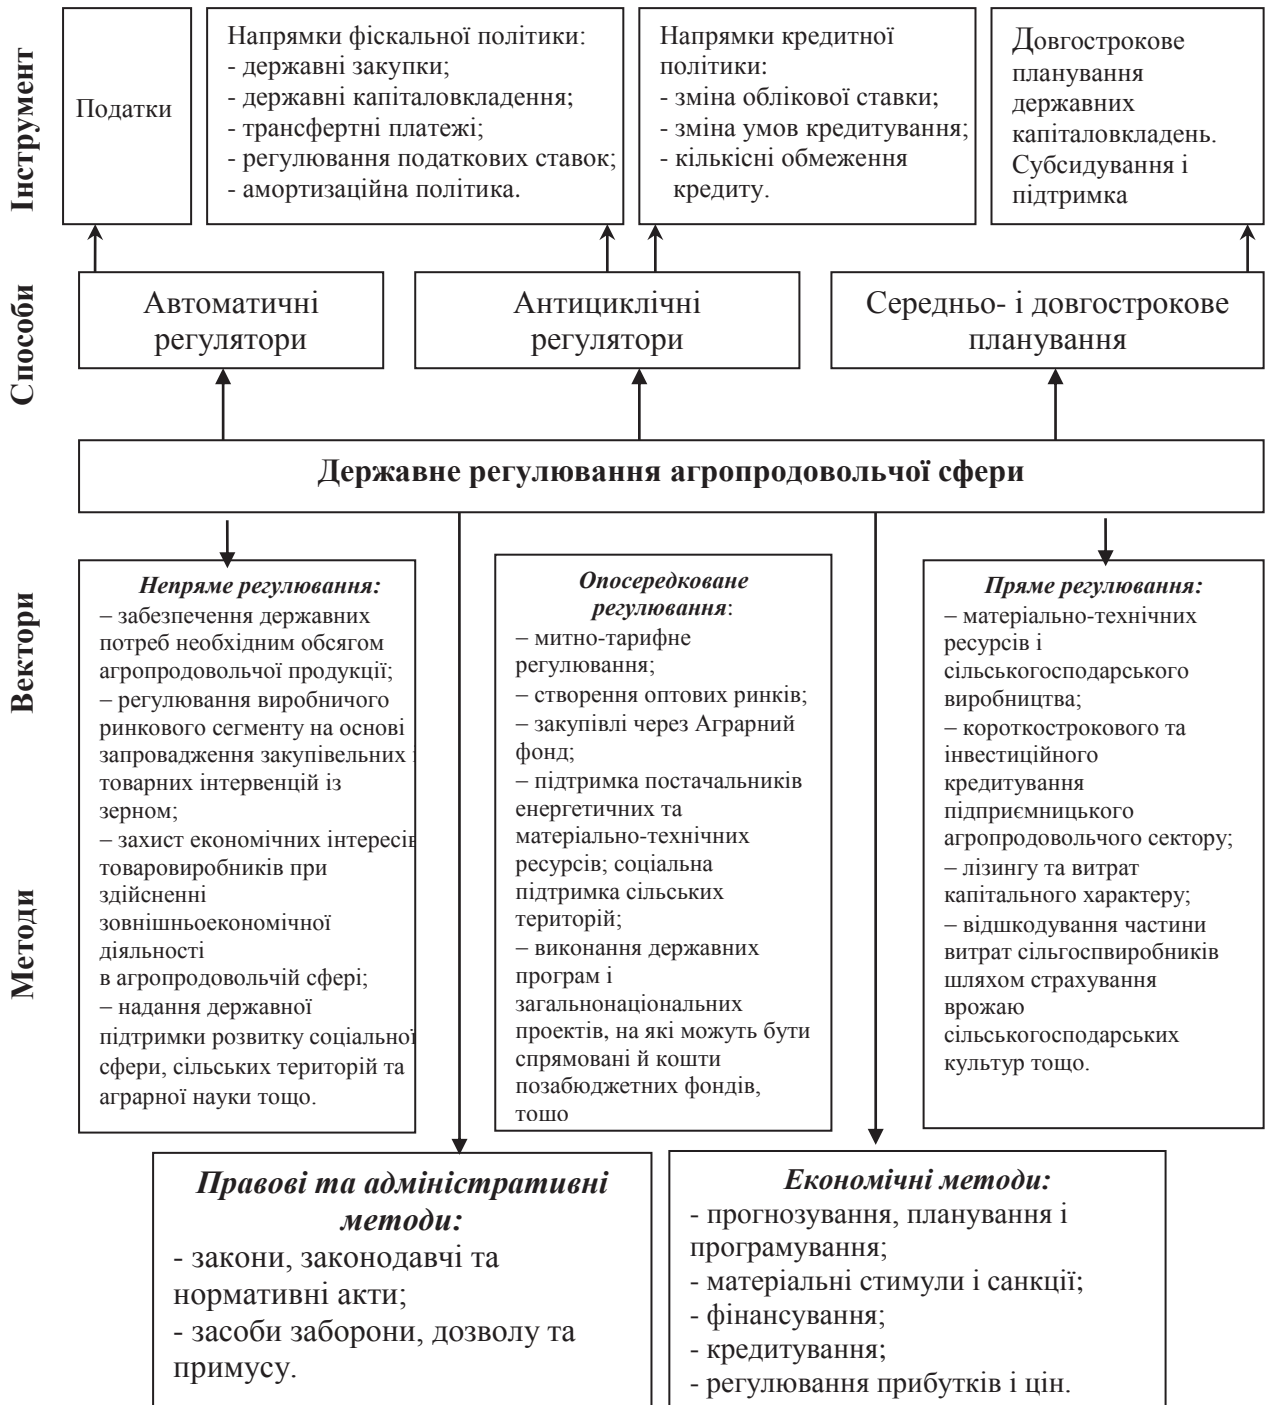 Інструмент
Податки
Напрямки фіскальної політики:
- державні закупки;
- державні капіталовкладення;
- трансфертні платежі;
- регулювання податкових ставок;
- амортизаційна політика.
Напрямки кредитної
політики:
- зміна облікової ставки;
- зміна умов кредитування;
- кількісні обмеження
кредиту.
Довгострокове
планування
державних
капіталовкладень.
Субсидування і
підтримка
Способи
Автоматичні
регулятори
Антициклічні
регулятори
Середньо- і довгострокове
планування
Державне регулювання агропродовольчої сфери
Вектори
Методи
Непряме регулювання:
– забезпечення державних
потреб необхідним обсягом
агропродовольчої продукції;
– регулювання виробничого
ринкового сегменту на основі
запровадження закупівельних і
товарних інтервенцій із
зерном;
– захист економічних інтересів
товаровиробників при
здійсненні
зовнішньоекономічної
діяльності
в агропродовольчій сфері;
– надання державної
підтримки розвитку соціальної
сфери, сільських територій та
аграрної науки тощо.
Опосередковане
регулювання:
– митно-тарифне
регулювання;
– створення оптових ринків;
– закупівлі через Аграрний
фонд;
– підтримка постачальників
енергетичних та
матеріально-технічних
ресурсів; соціальна
підтримка сільських
територій;
– виконання державних
програм і
загальнонаціональних
проектів, на які можуть бути
спрямовані й кошти
позабюджетних фондів,
тошо
Пряме регулювання:
– матеріально-технічних
ресурсів і
сільськогосподарського
виробництва;
– короткострокового та
інвестиційного
кредитування
підприємницького
агропродовольчого сектору;
– лізингу та витрат
капітального характеру;
– відшкодування частини
витрат сільгоспвиробників
шляхом страхування
врожаю
сільськогосподарських
культур тощо.
Правові та адміністративні
методи:
- закони, законодавчі та
нормативні акти;
- засоби заборони, дозволу та
примусу.
Економічні методи:
- прогнозування, планування і
програмування;
- матеріальні стимули і санкції;
- фінансування;
- кредитування;
- регулювання прибутків і цін.